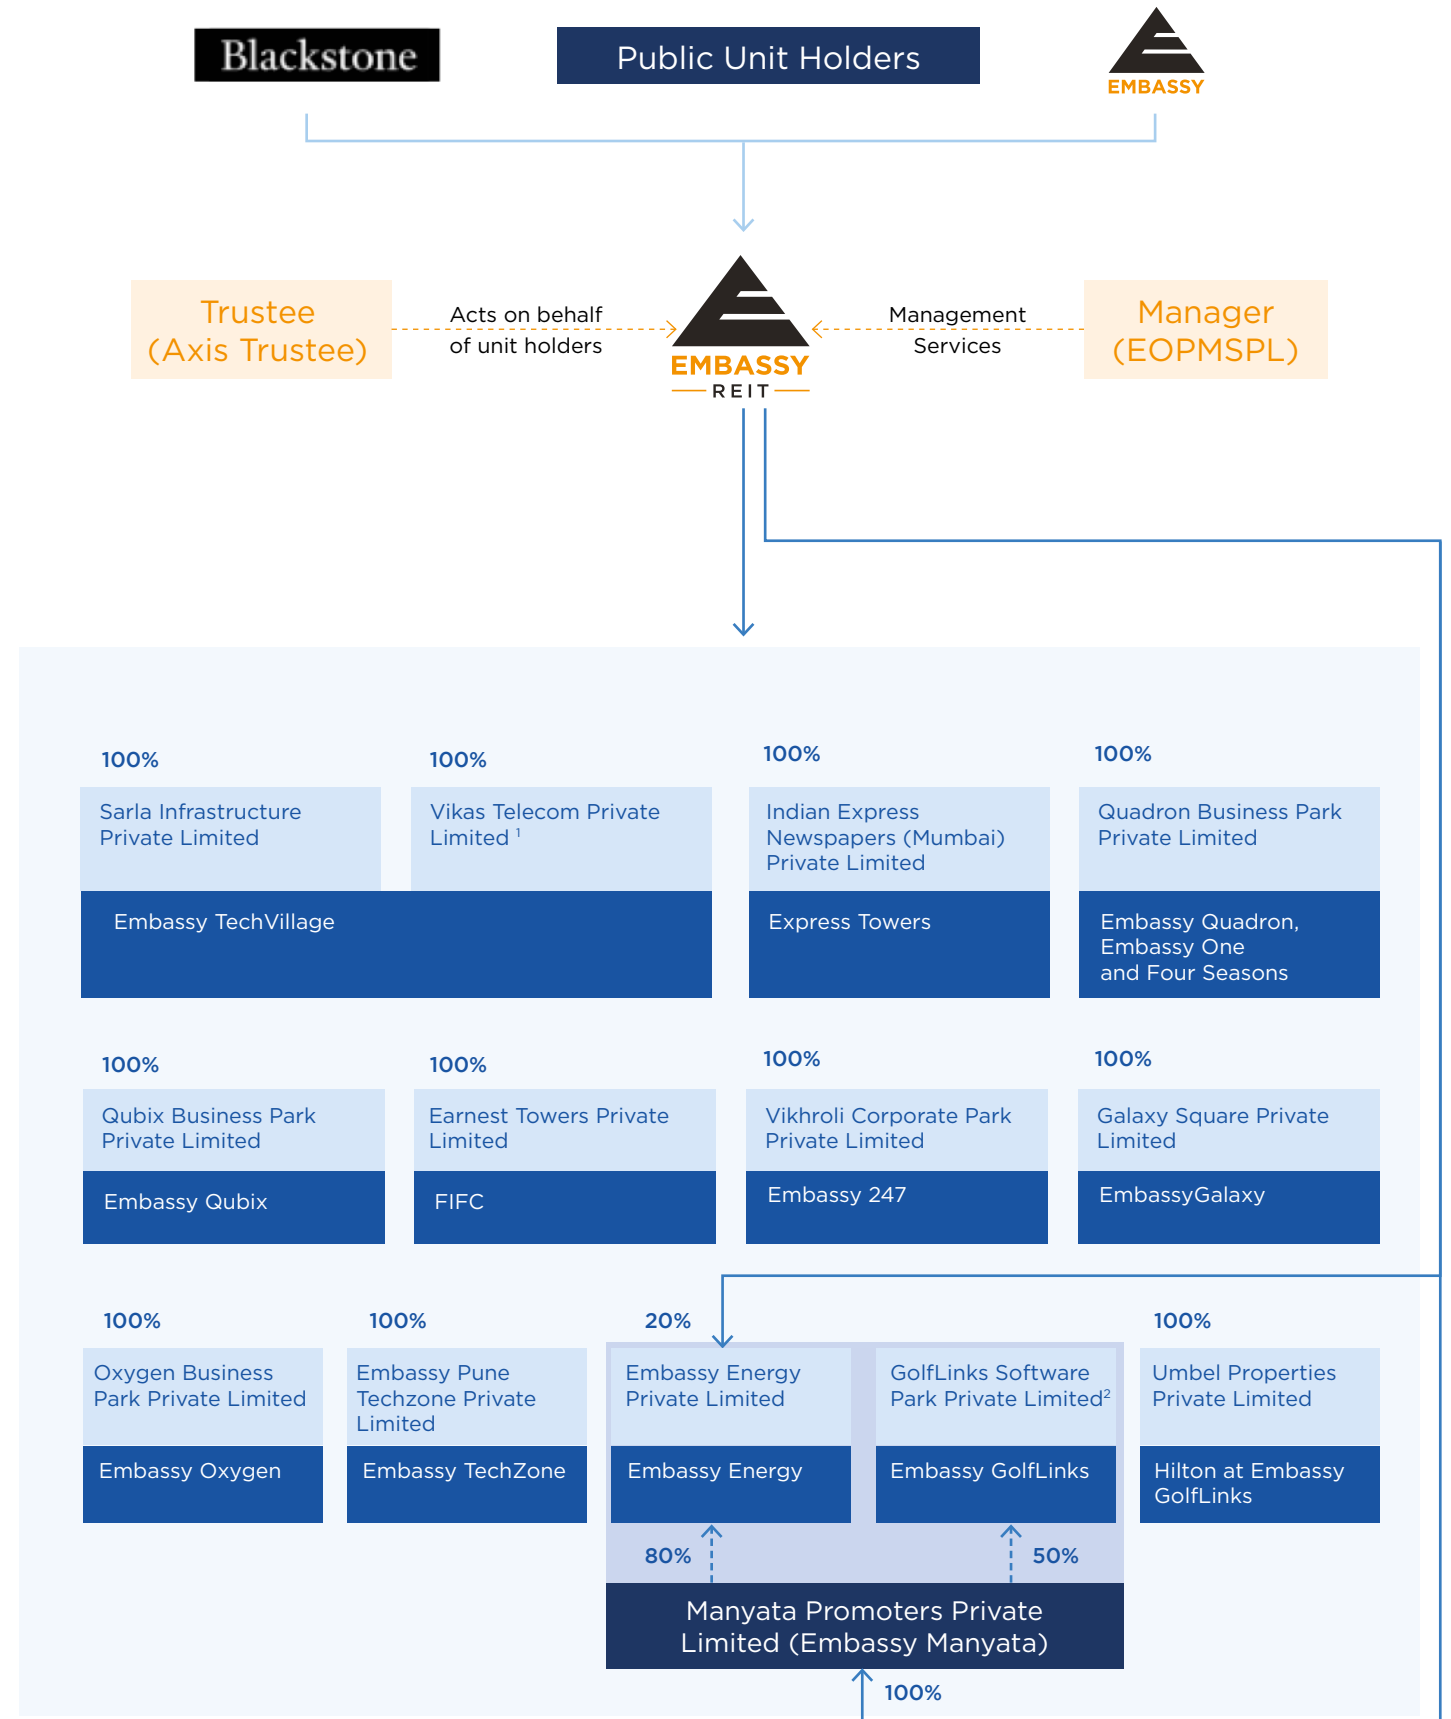 Blackstone
Public Unit Holders
EMBASSY
Trustee
(Axis Trustee)
Acts on behalf
of unit holders
EMBASSY
REIT
Management
Services
Manager
(EOPMSPL)
100%
Sarla Infrastructure
Private Limited
100%
Vikas Telecom Private
Limited ¹
Embassy TechVillage
100%
Indian Express
Newspapers (Mumbai)
Private Limited
Express Towers
100%
Quadron Business Park
Private Limited
Embassy Quadron,
Embassy One
and Four Seasons
100%
Qubix Business Park
Private Limited
Embassy Qubix
100%
Earnest Towers Private
Limited
FIFC
100%
Vikhroli Corporate Park
Private Limited
Embassy 247
100%
Galaxy Square Private
Limited
EmbassyGalaxy
100%
Oxygen Business
Park Private Limited
Embassy Oxygen
100%
Embassy Pune
Techzone Private
Limited
Embassy TechZone
20%
Embassy Energy
Private Limited
Embassy Energy
GolfLinks Software
Park Private Limited²
Embassy GolfLinks
100%
Umbel Properties
Private Limited
Hilton at Embassy
GolfLinks
80%
50%
Manyata Promoters Private
Limited (Embassy Manyata)
100%